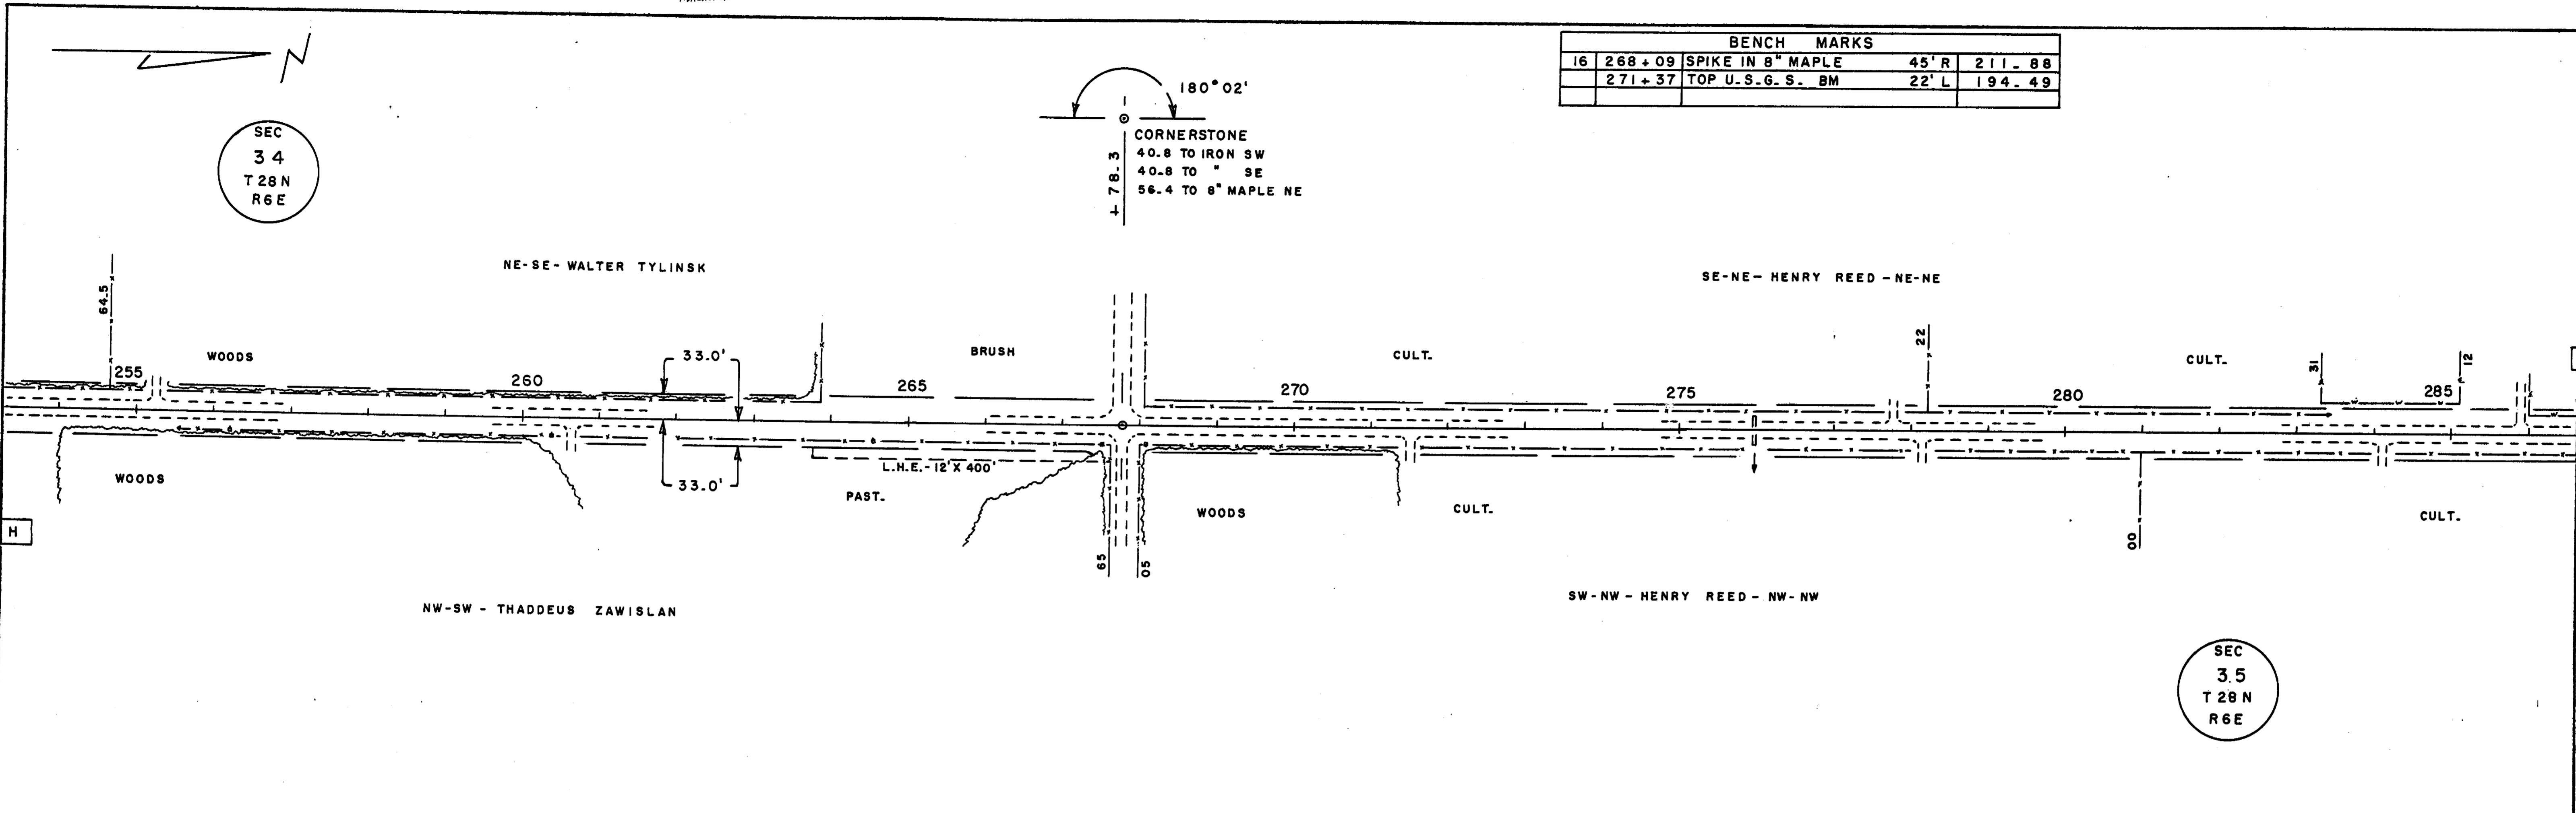 N
BENCH MARKS
16 268+09 SPIKE IN 8" MAPLE 45' R 211.88
271+37 TOP U.S.G.S. BM 22' L 194.49
180°02'
CORNERSTONE
40.8 TO IRON SW
40.8 TO " SE
56.4 TO 8" MAPLE NE
+78.3
SEC
34
T28N
R6E
NE-SE-WALTER TYLINSK
SE-NE-HENRY REED-NE-NE
64.5
WOODS
33.0'
BRUSH
CULT.
22
CULT.
31
12
255
260
265
270
275
280
285
WOODS
33.0'
L.H.E.-12'X 400'
PAST.
WOODS
CULT.
CULT.
H
65
05
00
NW-SW-THADDEUS ZAWISLAN
SW-NW-HENRY REED-NW-NW
SEC
35
T28N
R6E